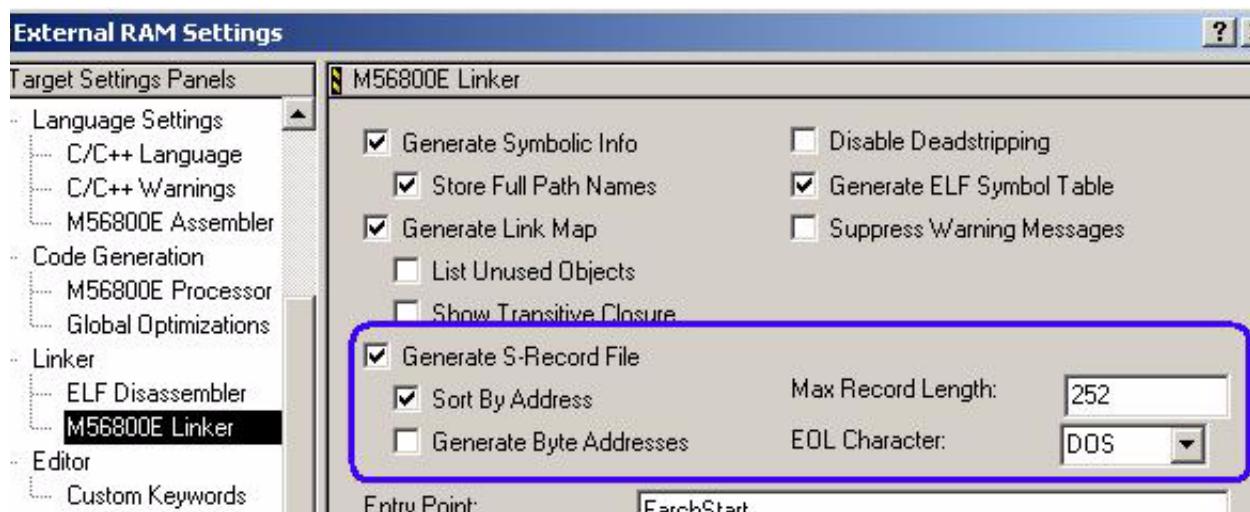 External RAM Settings
?
Target Settings Panels
Language Settings
C/C++ Language
C/C++ Warnings
M56800E Assembler
Code Generation
M56800E Processor
Global Optimizations
Linker
ELF Disassembler
M56800E Linker
Editor
Custom Keywords
M56800E Linker
Generate Symbolic Info
Disable Deadstripping
Store Full Path Names
Generate ELF Symbol Table
Generate Link Map
Suppress Warning Messages
List Unused Objects
Show Transitive Closure
Generate S-Record File
Sort By Address
Max Record Length: 252
Generate Byte Addresses
EOL Character: DOS
Entry Point: FarchStart